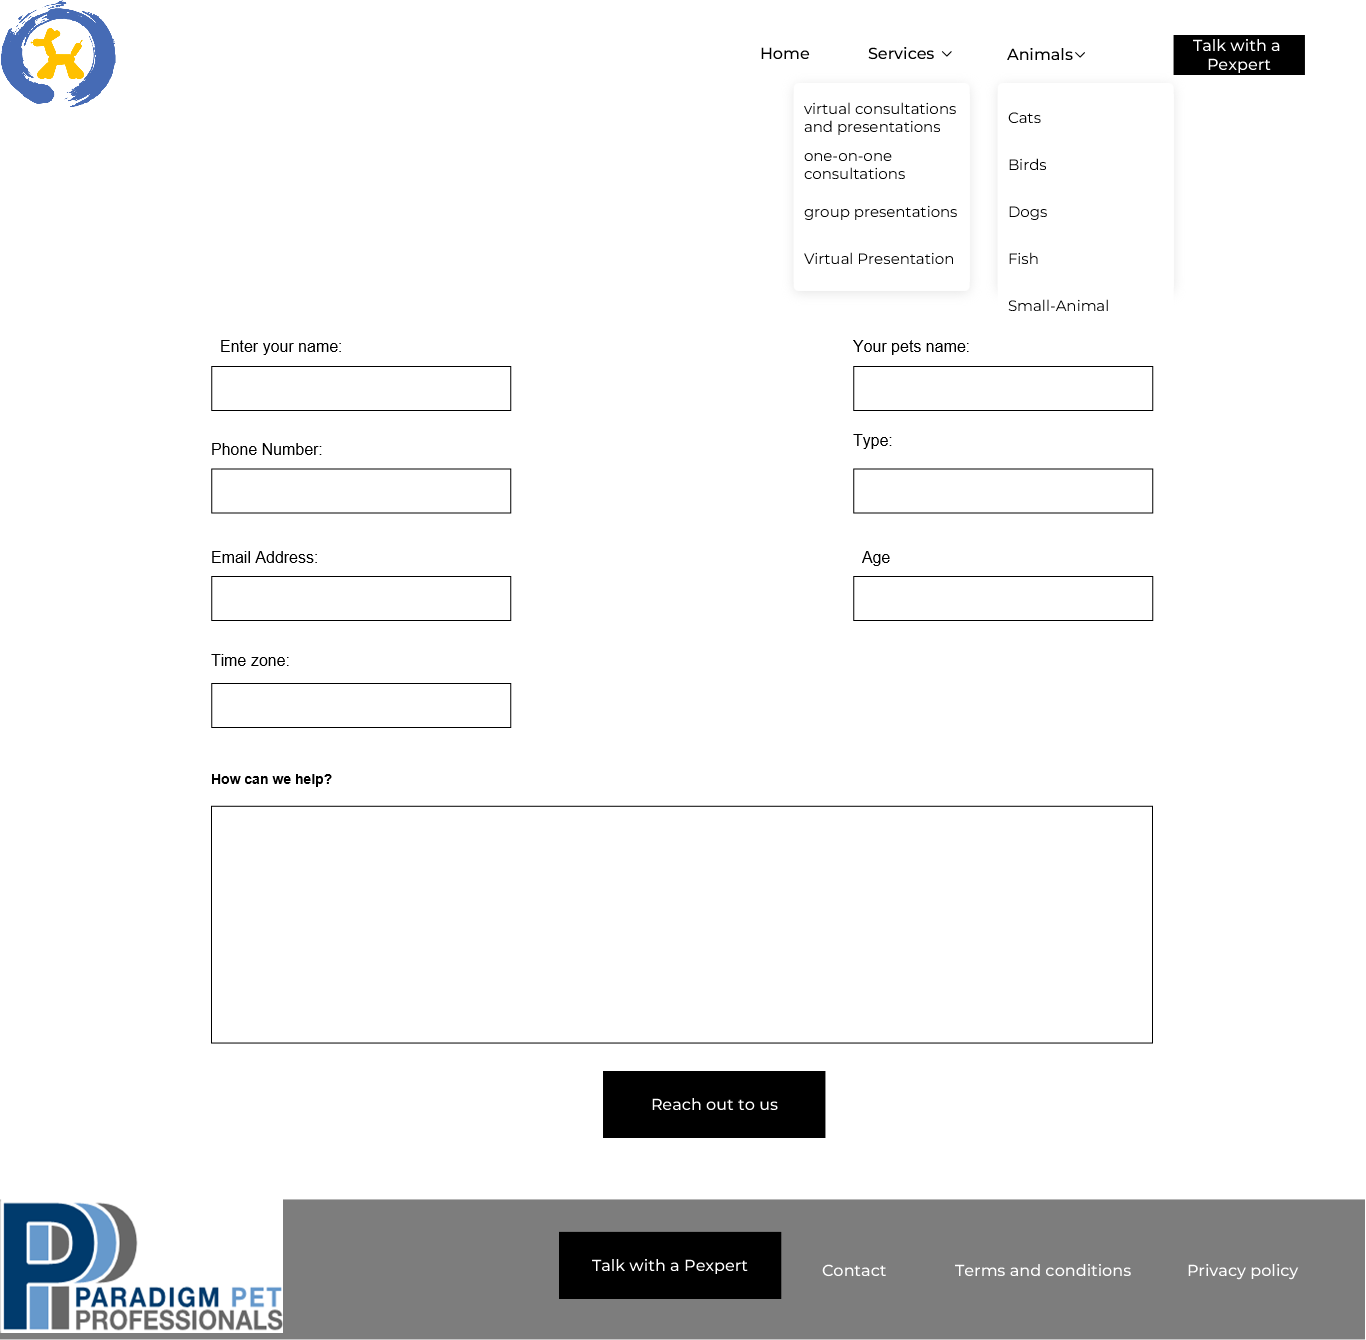 Home
Services
Animals
Talk with a
Pexpert
virtual consultations
and presentations
one-on-one
consultations
group presentations
Virtual Presentation
Cats
Birds
Dogs
Fish
Small-Animal
Enter your name:
Your pets name:
Phone Number:
Type:
Email Address:
Age
Time zone:
How can we help?
Reach out to us
PARADIGM PET
PROFESSIONALS
Talk with a Pexpert
Contact
Terms and conditions
Privacy policy